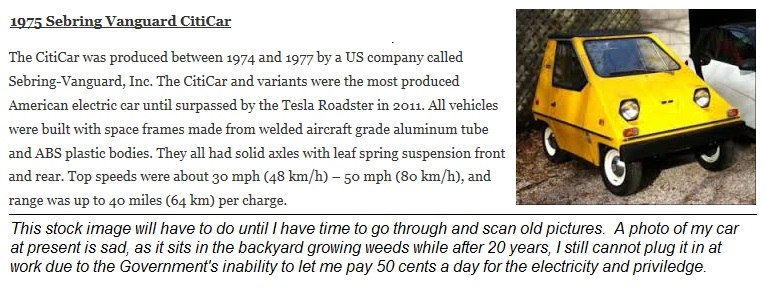 1975 Sebring Vanguard CitiCar
The CitiCar was produced between 1974 and 1977 by a US company called
Sebring-Vanguard, Inc. The CitiCar and variants were the most produced
American electric car until surpassed by the Tesla Roadster in 2011. All vehicles
were built with space frames made from welded aircraft grade aluminum tube
and ABS plastic bodies. They all had solid axles with leaf spring suspension front
and rear. Top speeds were about 30 mph (48 km/h) – 50 mph (80 km/h), and
range was up to 40 miles (64 km) per charge.
This stock image will have to do until I have time to go through and scan old pictures.  A photo of my car
at present is sad, as it sits in the backyard growing weeds while after 20 years, I still cannot plug it in at
work due to the Government's inability to let me pay 50 cents a day for the electricity and priviledge.